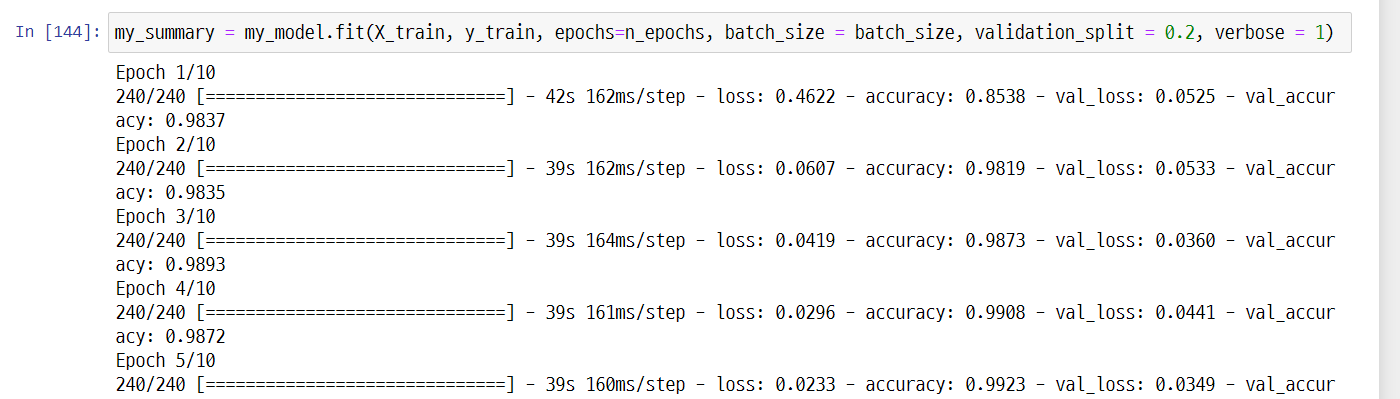 In [144]: my_summary = my_model.fit(X_train, y_train, epochs=n_epochs, batch_size = batch_size, validation_split = 0.2, verbose = 1)
Epoch 1/10
240/240 [==============================] - 42s 162ms/step - loss: 0.4622 - accuracy: 0.8538 - val_loss: 0.0525 - val_accur
acy: 0.9837
Epoch 2/10
240/240 [==============================] - 39s 162ms/step - loss: 0.0607 - accuracy: 0.9819 - val_loss: 0.0533 - val_accur
acy: 0.9835
Epoch 3/10
240/240 [==============================] - 39s 164ms/step - loss: 0.0419 - accuracy: 0.9873 - val_loss: 0.0360 - val_accur
acy: 0.9893
Epoch 4/10
240/240 [==============================] - 39s 161ms/step - loss: 0.0296 - accuracy: 0.9908 - val_loss: 0.0441 - val_accur
acy: 0.9872
Epoch 5/10
240/240 [==============================] - 39s 160ms/step - loss: 0.0233 - accuracy: 0.9923 - val_loss: 0.0349 - val_accur